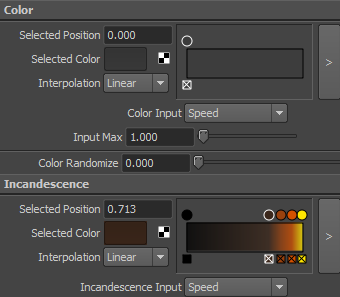 Color
Selected Position 0.000
Selected Color
Interpolation Linear
>
Color Input Speed
Input Max 1.000
Color Randomize 0.000
Incandescence
Selected Position 0.713
Selected Color
Interpolation Linear
>
Incandescence Input Speed